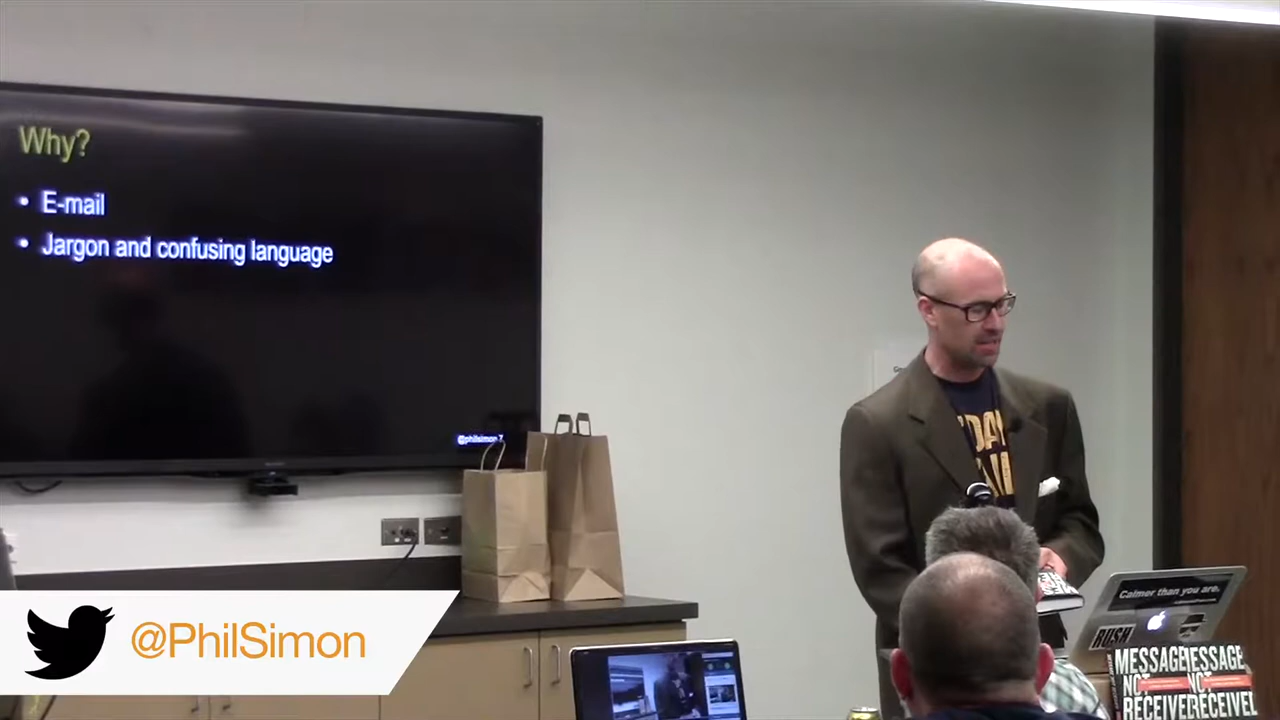 Why?
• E-mail
• Jargon and confusing language
@philsimon 7
@PhilSimon
Calmer than you are.
RUSH
MESSAGE
NOT
RECEIVED
MESSAGE
NOT
RECEIVED